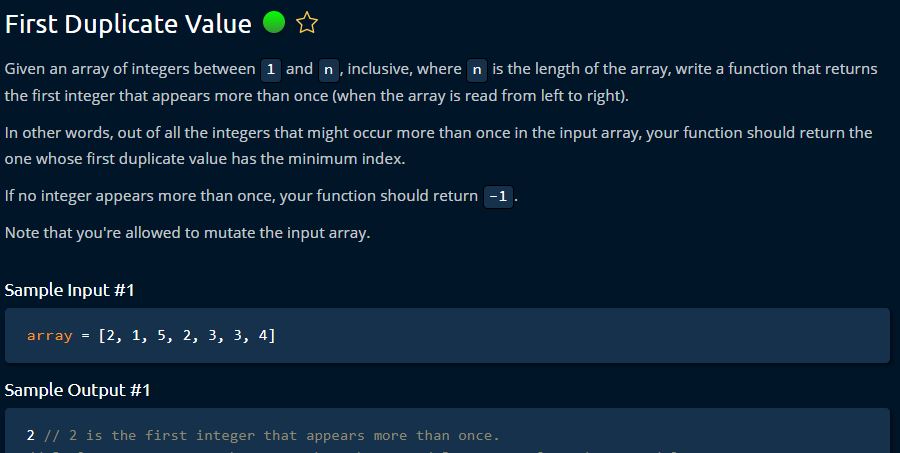 First Duplicate Value
Given an array of integers between 1 and n, inclusive, where n is the length of the array, write a function that returns
the first integer that appears more than once (when the array is read from left to right).
In other words, out of all the integers that might occur more than once in the input array, your function should return the
one whose first duplicate value has the minimum index.
If no integer appears more than once, your function should return -1.
Note that you're allowed to mutate the input array.
Sample Input #1
array = [2, 1, 5, 2, 3, 3, 4]
Sample Output #1
2 // 2 is the first integer that appears more than once.